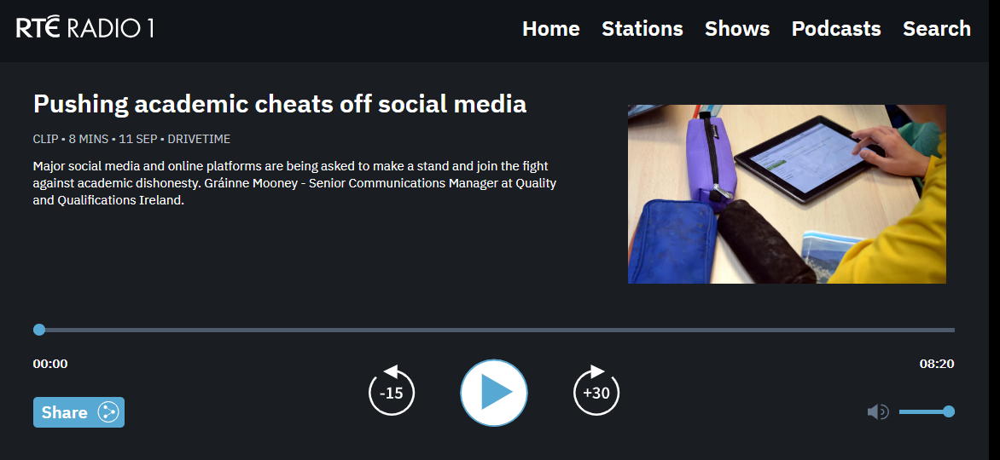 RTÉ RADIO 1
Home Stations Shows Podcasts Search
Pushing academic cheats off social media
CLIP • 8 MINS • 11 SEP • DRIVETIME
Major social media and online platforms are being asked to make a stand and join the fight
against academic dishonesty. Gráinne Mooney - Senior Communications Manager at Quality
and Qualifications Ireland.
00:00
08:20
-15
+30
Share